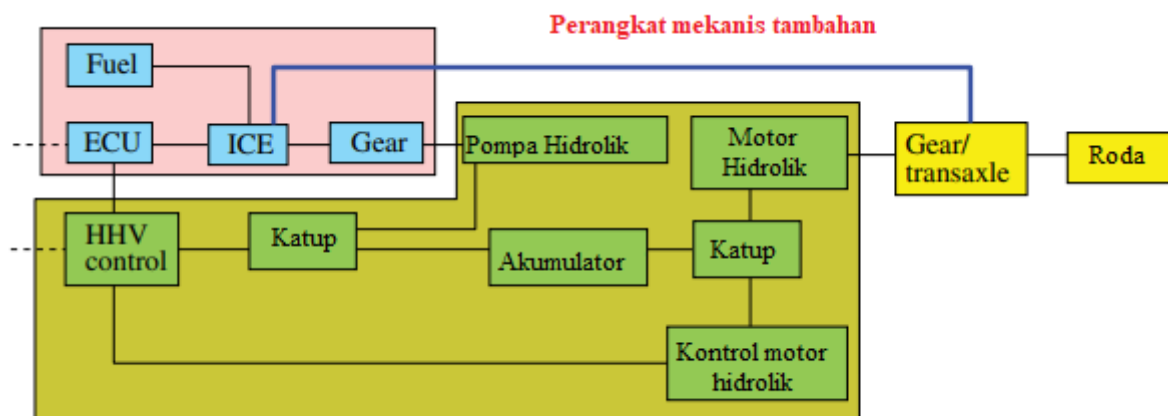 Perangkat mekanis tambahan
Fuel
ECU
ICE
Gear
Pompa Hidrolik
Motor
Hidrolik
Gear/
transaxle
Roda
HHV
control
Katup
Akumulator
Katup
Kontrol motor
hidrolik